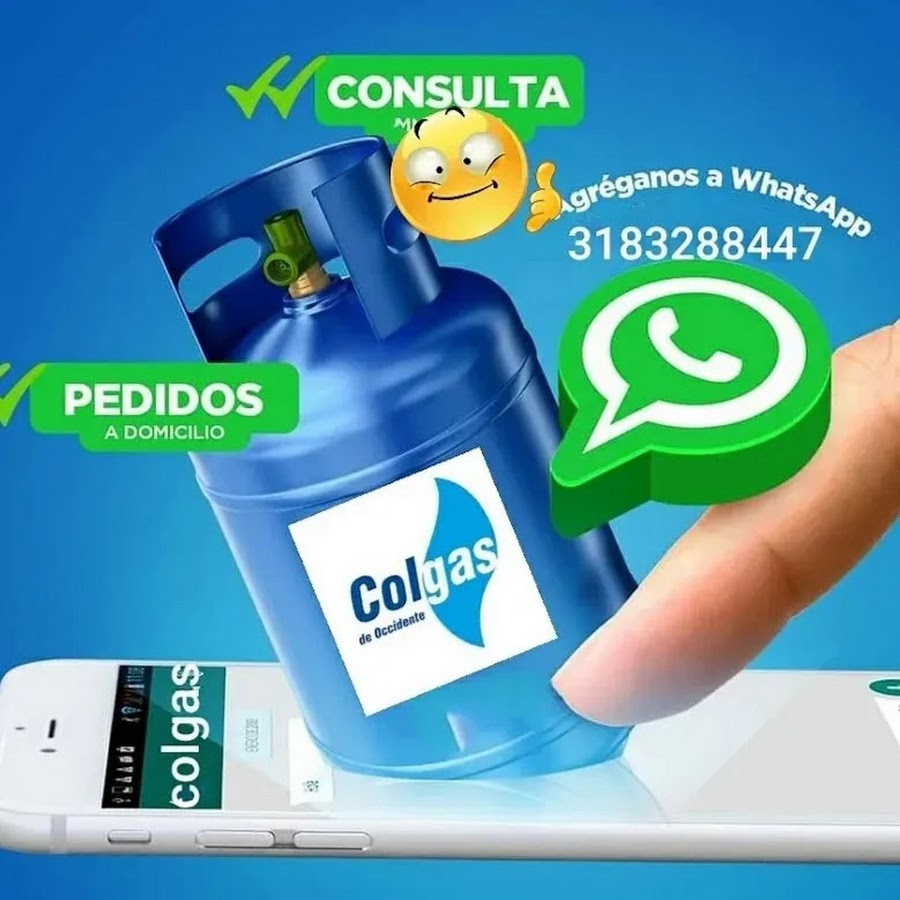 CONSULTA
Agréganos a WhatsApp
3183288447
PEDIDOS
A DOMICILIO
Colgas
de Occidente
colgas